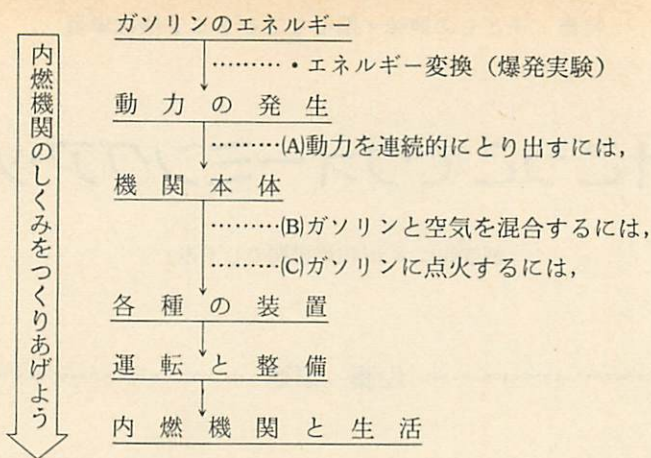 内燃機関のしくみをつくりあげよう
ガソリンのエネルギー
………・エネルギー変換（爆発実験）
動力の発生
………(A)動力を連続的にとり出すには，
機関本体
………(B)ガソリンと空気を混合するには，
………(C)ガソリンに点火するには，
各種の装置
運転と整備
内燃機関と生活